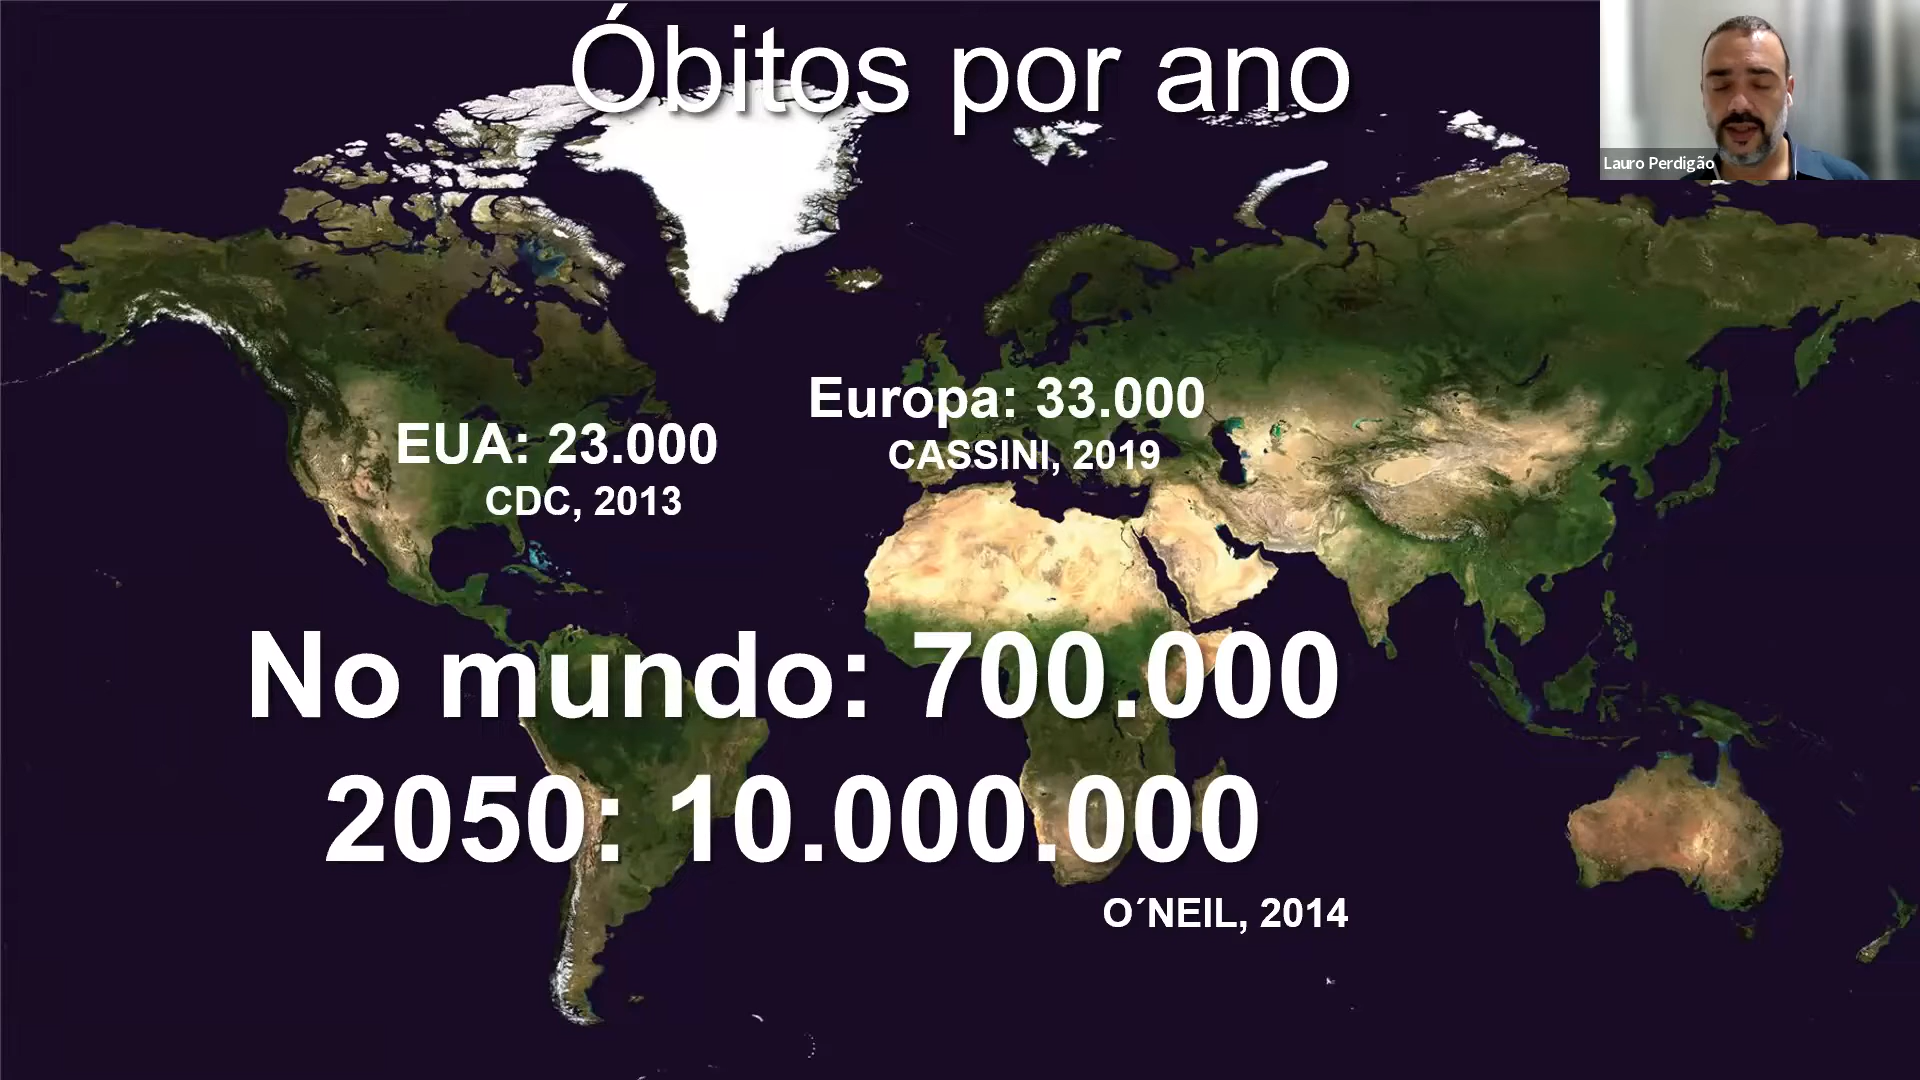 Óbitos por ano
Lauro Perdigão
Europa: 33.000
CASSINI, 2019
EUA: 23.000
CDC, 2013
No mundo: 700.000
2050: 10.000.000
O´NEIL, 2014